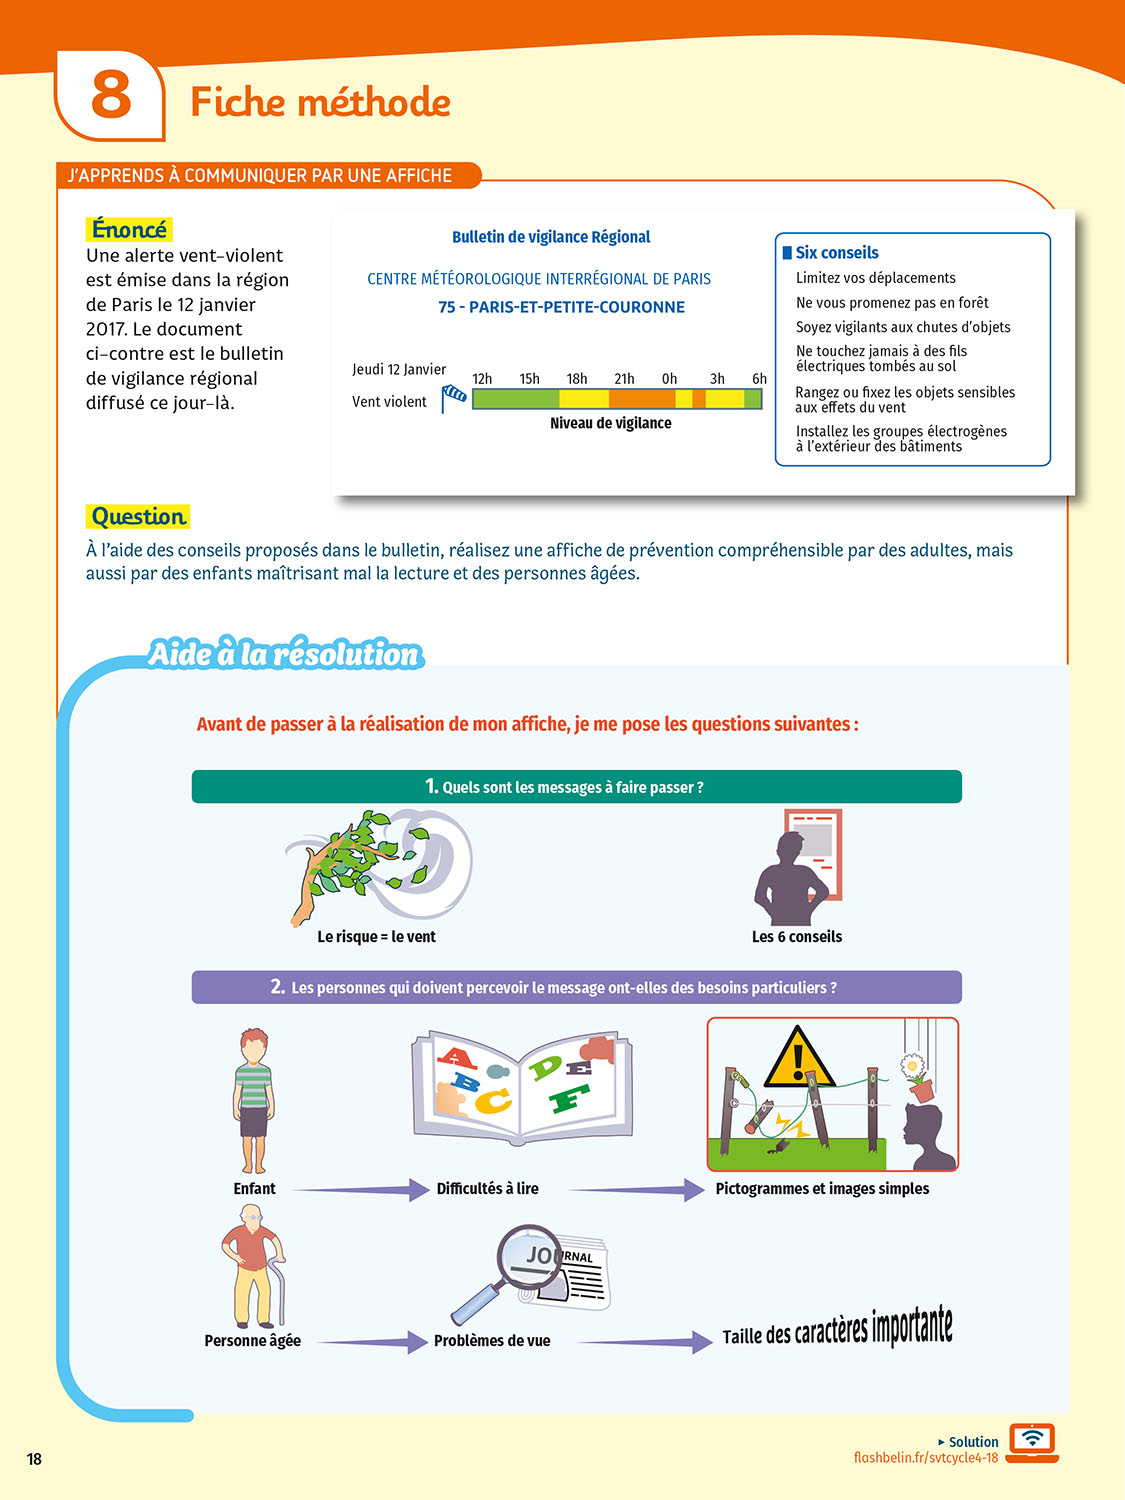 8
Fiche méthode
J'APPRENDS À COMMUNIQUER PAR UNE AFFICHE
Énoncé
Une alerte vent-violent
est émise dans la région
de Paris le 12 janvier
2017. Le document
ci-contre est le bulletin
de vigilance régional
diffusé ce jour-là.
Bulletin de vigilance Régional
CENTRE MÉTÉOROLOGIQUE INTERRÉGIONAL DE PARIS
75 - PARIS-ET-PETITE-COURONNE
Jeudi 12 Janvier
12h 15h 18h 21h 0h 3h 6h
Vent violent
Niveau de vigilance
Six conseils
Limitez vos déplacements
Ne vous promenez pas en forêt
Soyez vigilants aux chutes d'objets
Ne touchez jamais à des fils
électriques tombés au sol
Rangez ou fixez les objets sensibles
aux effets du vent
Installez les groupes électrogènes
à l'extérieur des bâtiments
Question
À l'aide des conseils proposés dans le bulletin, réalisez une affiche de prévention compréhensible par des adultes, mais
aussi par des enfants maîtrisant mal la lecture et des personnes âgées.
Aide à la résolution
Avant de passer à la réalisation de mon affiche, je me pose les questions suivantes :
1. Quels sont les messages à faire passer ?
Le risque = le vent
Les 6 conseils
2. Les personnes qui doivent percevoir le message ont-elles des besoins particuliers ?
A B C D E F
!
Enfant
Difficultés à lire
Pictogrammes et images simples
JOURNAL
Personne âgée
Problèmes de vue
Taille des caractères importante
18
▸ Solution
flashbelin.fr/svtcycle4-18